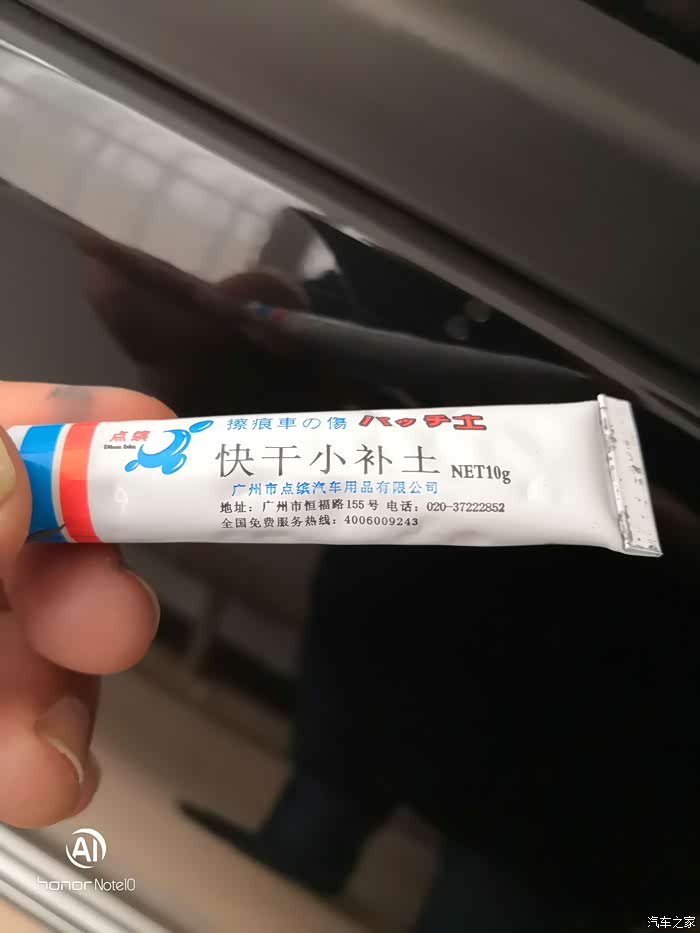 擦痕車の傷 パッチ土
点缤
快干小补土 NET10g
广州市点缤汽车用品有限公司
地址：广州市恒福路155号 电话：020-37222852
全国免费服务热线：4006009243
AI
honor Note10
汽车之家